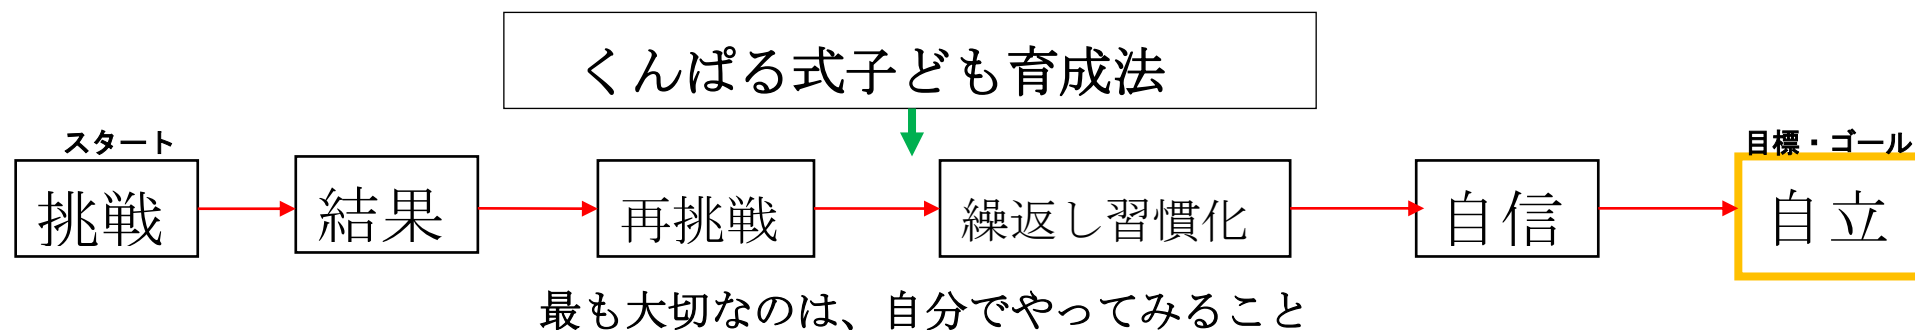 くんぱる式子ども育成法
スタート
目標・ゴール
挑戦
結果
再挑戦
繰返し習慣化
自信
自立
最も大切なのは、自分でやってみること